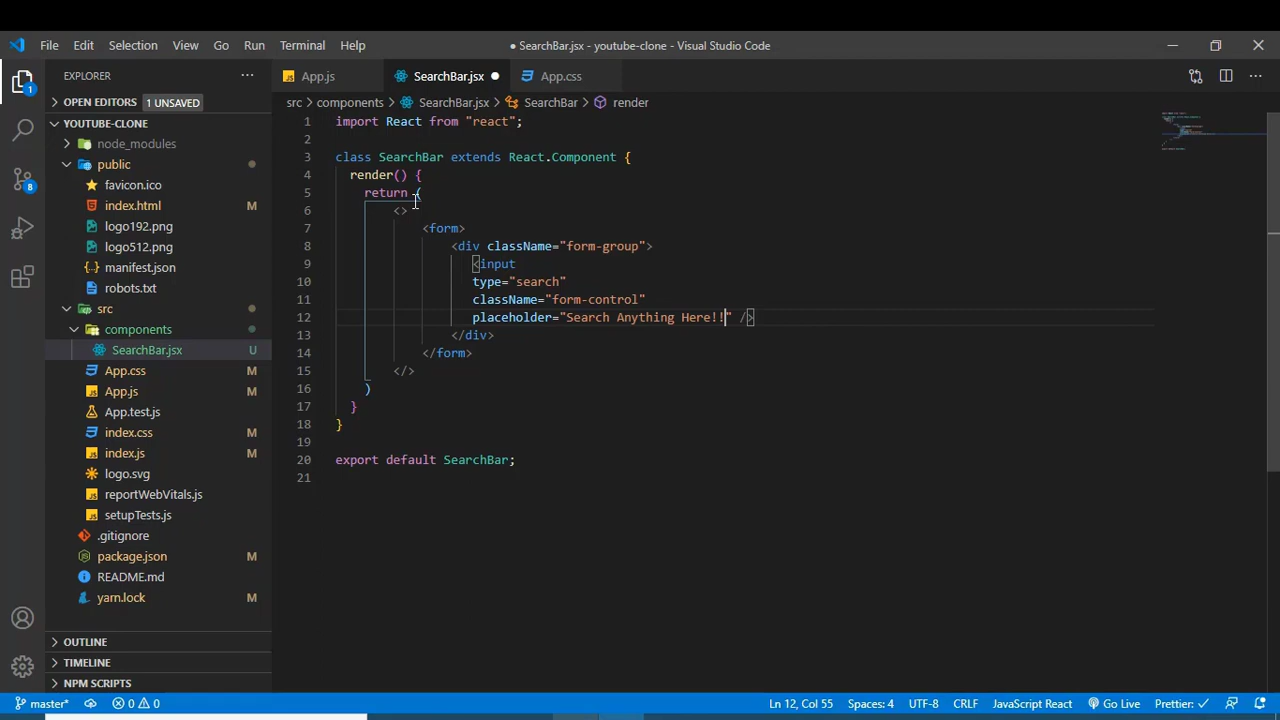 File Edit Selection View Go Run Terminal Help
● SearchBar.jsx - youtube-clone - Visual Studio Code
EXPLORER
OPEN EDITORS 1 UNSAVED
YOUTUBE-CLONE
node_modules
public
favicon.ico
index.html M
logo192.png
logo512.png
manifest.json
robots.txt
src
components
SearchBar.jsx U
App.css M
App.js M
App.test.js
index.css M
index.js M
logo.svg
reportWebVitals.js
setupTests.js
.gitignore
package.json M
README.md
yarn.lock M
OUTLINE
TIMELINE
NPM SCRIPTS
1
8
JS App.js SearchBar.jsx ● App.css
src > components > SearchBar.jsx > SearchBar > render
1 import React from "react";
2
3 class SearchBar extends React.Component {
4 render() {
5 return (
6 <>
7 <form>
8 <div className="form-group">
9 <input
10 type="search"
11 className="form-control"
12 placeholder="Search Anything Here!!" />
13 </div>
14 </form>
15 </>
16 )
17 }
18 }
19
20 export default SearchBar;
21
master* 0 0 Ln 12, Col 55 Spaces: 4 UTF-8 CRLF JavaScript React Go Live Prettier: ✓